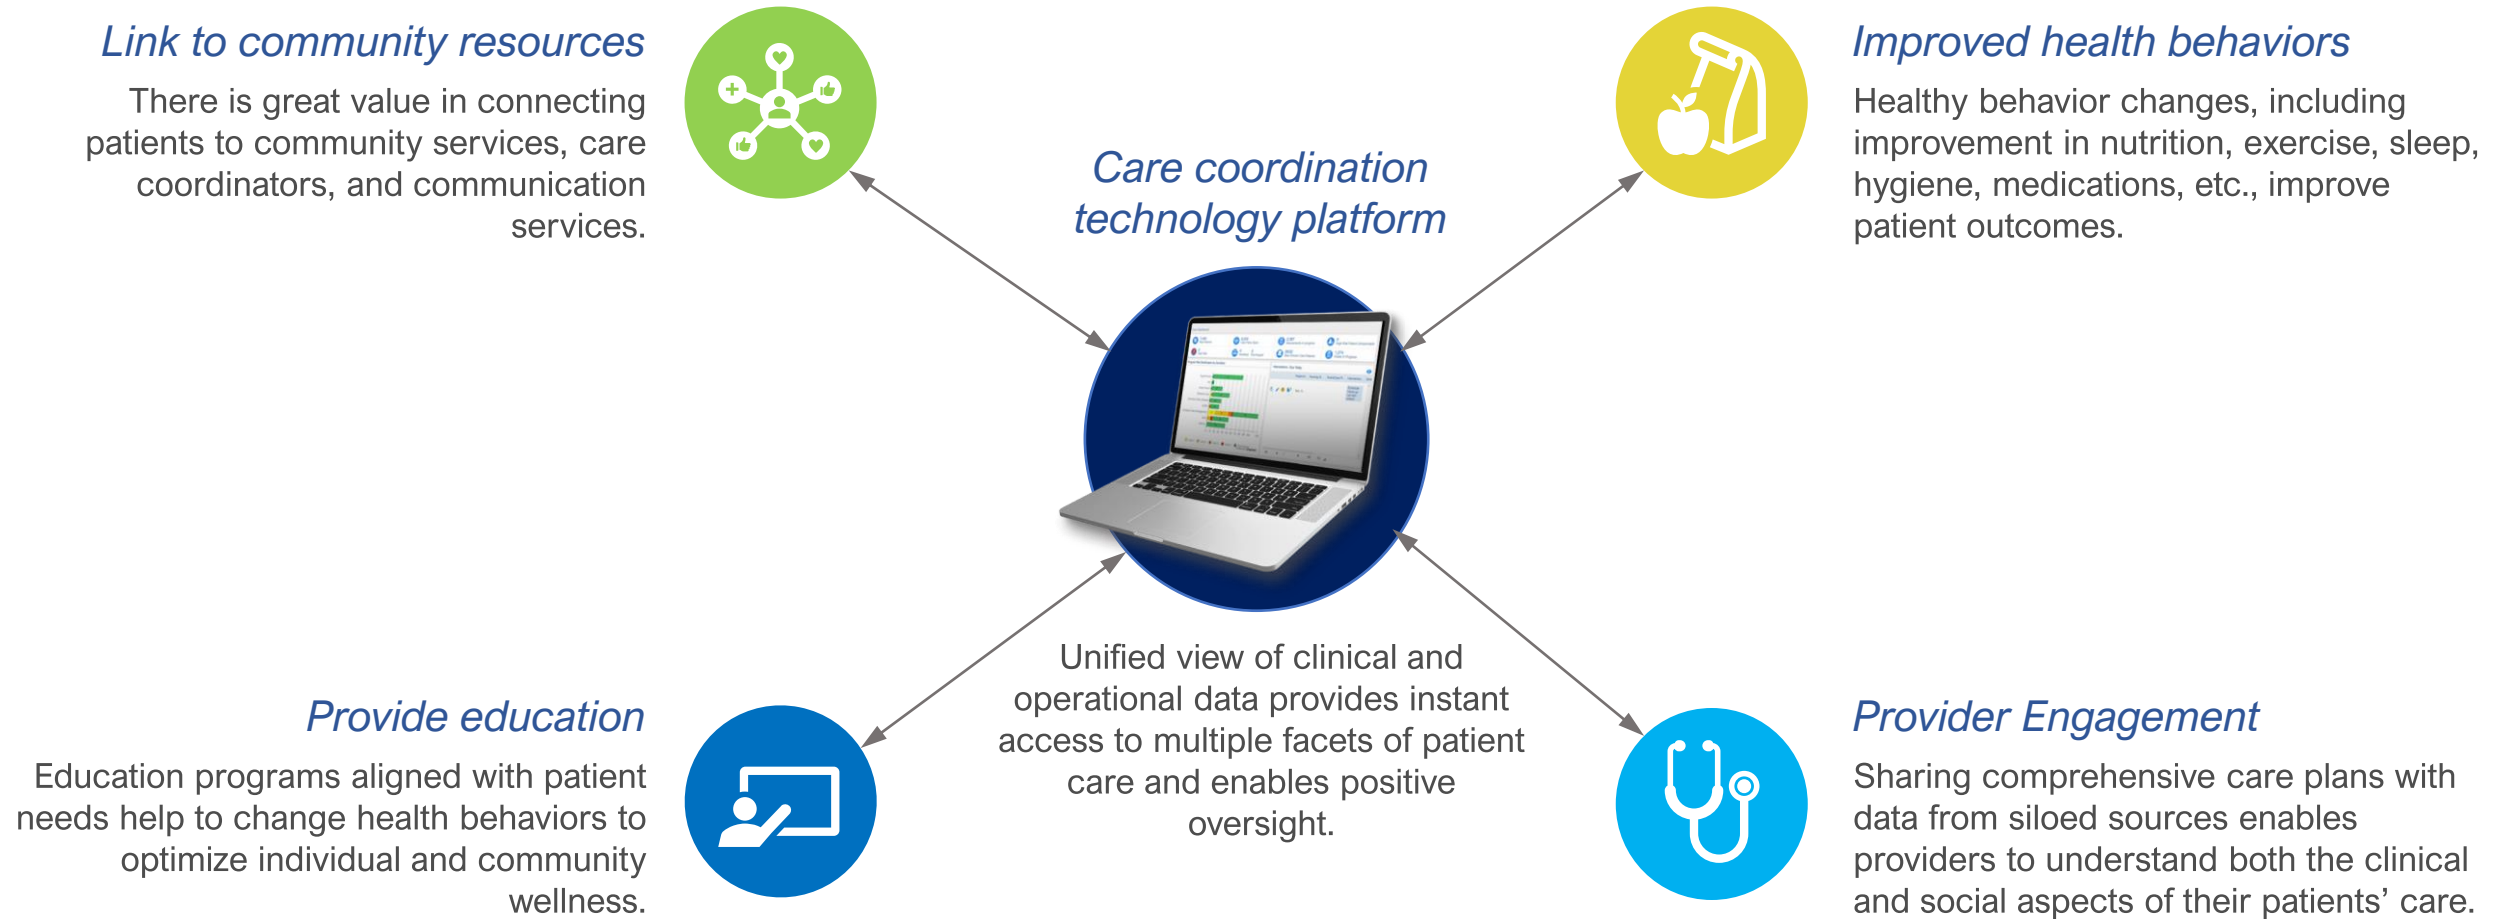 Link to community resources
There is great value in connecting
patients to community services, care
coordinators, and communication
services.
Care coordination
technology platform
Improved health behaviors
Healthy behavior changes, including
improvement in nutrition, exercise, sleep,
hygiene, medications, etc., improve
patient outcomes.
Provide education
Education programs aligned with patient
needs help to change health behaviors to
optimize individual and community
wellness.
Unified view of clinical and
operational data provides instant
access to multiple facets of patient
care and enables positive
oversight.
Provider Engagement
Sharing comprehensive care plans with
data from siloed sources enables
providers to understand both the clinical
and social aspects of their patients’ care.